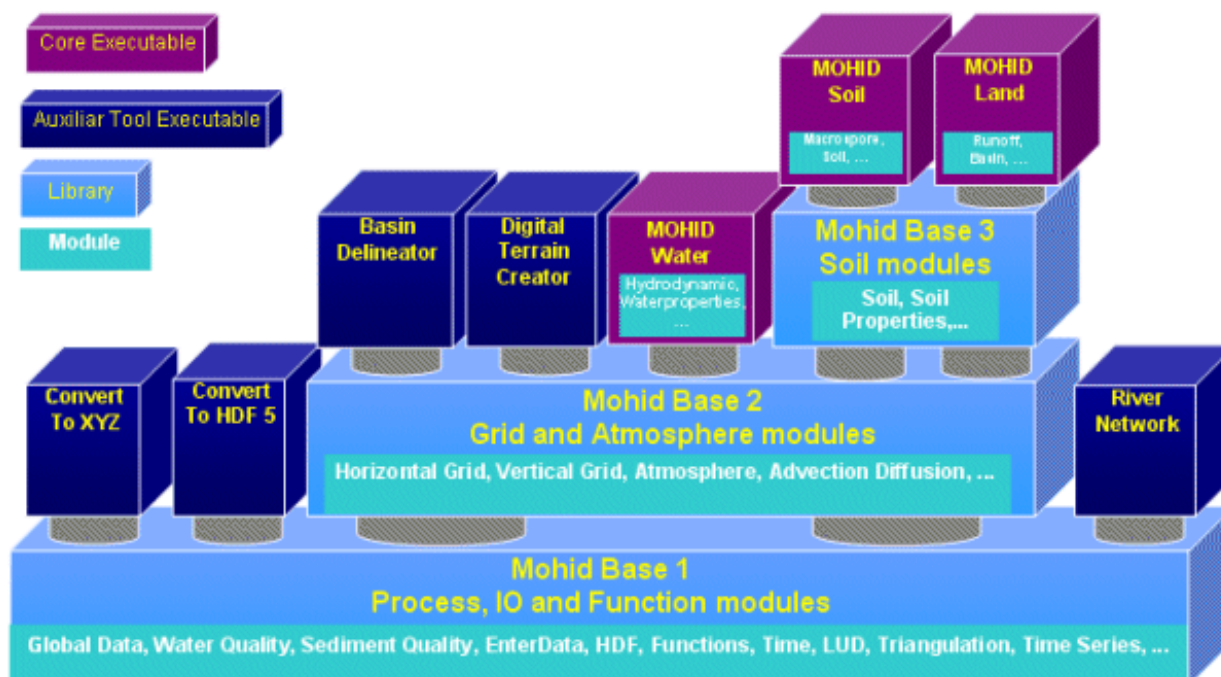 Core Executable
Auxiliar Tool Executable
Library
Module
MOHID
Soil
Macrospore,
Soil, ...
MOHID
Land
Runoff,
Basin, ...
Basin
Delineator
Digital
Terrain
Creator
MOHID
Water
Hydrodynamic,
Waterproperties,
...
Mohid Base 3
Soil modules
Soil, Soil
Properties,...
Convert
To XYZ
Convert
To HDF 5
Mohid Base 2
Grid and Atmosphere modules
Horizontal Grid, Vertical Grid, Atmosphere, Advection Diffusion, ...
River
Network
Mohid Base 1
Process, IO and Function modules
Global Data, Water Quality, Sediment Quality, EnterData, HDF, Functions, Time, LUD, Triangulation, Time Series, ...